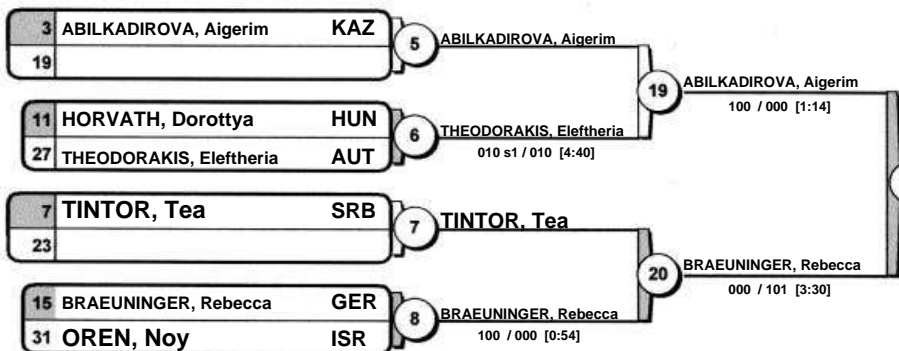 3 ABILKADIROVA, Aigerim KAZ
19
5 ABILKADIROVA, Aigerim
11 HORVATH, Dorottya HUN
27 THEODORAKIS, Eleftheria AUT
6 THEODORAKIS, Eleftheria
010 s1 / 010 [4:40]
19 ABILKADIROVA, Aigerim
100 / 000 [1:14]
7 TINTOR, Tea SRB
23
7 TINTOR, Tea
15 BRAEUNINGER, Rebecca GER
31 OREN, Noy ISR
8 BRAEUNINGER, Rebecca
100 / 000 [0:54]
20 BRAEUNINGER, Rebecca
000 / 101 [3:30]